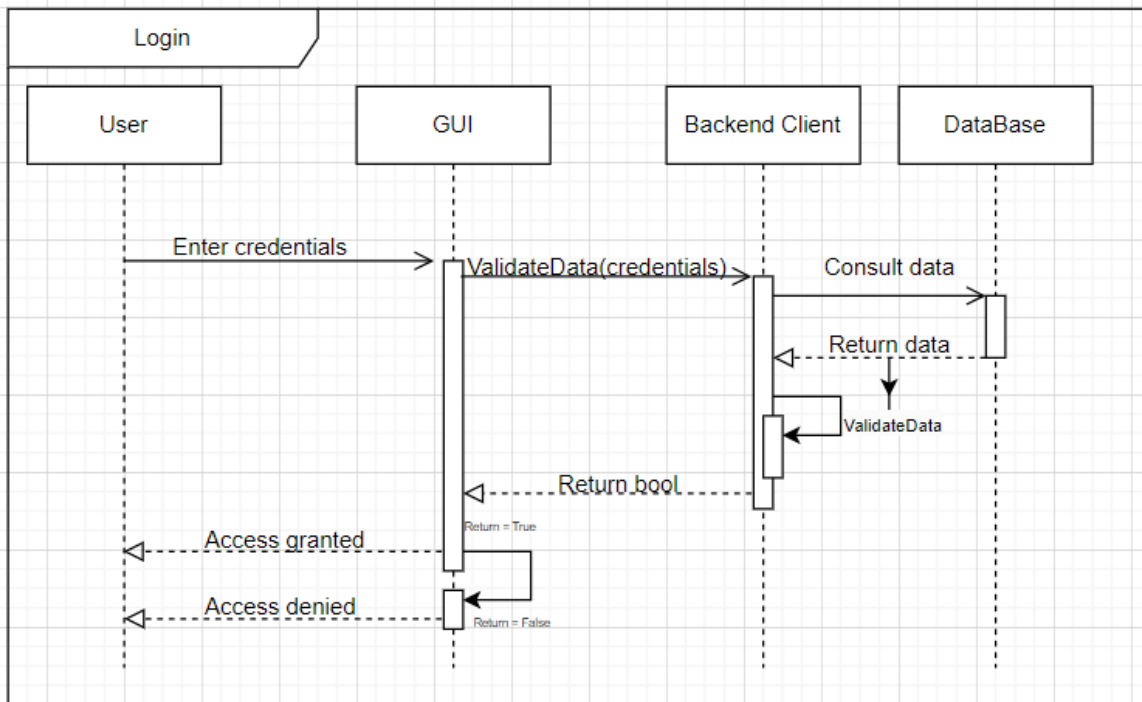 Login
User
GUI
Backend Client
DataBase
Enter credentials
ValidateData(credentials)
Consult data
Return data
ValidateData
Return bool
Return = True
Access granted
Access denied
Return = False